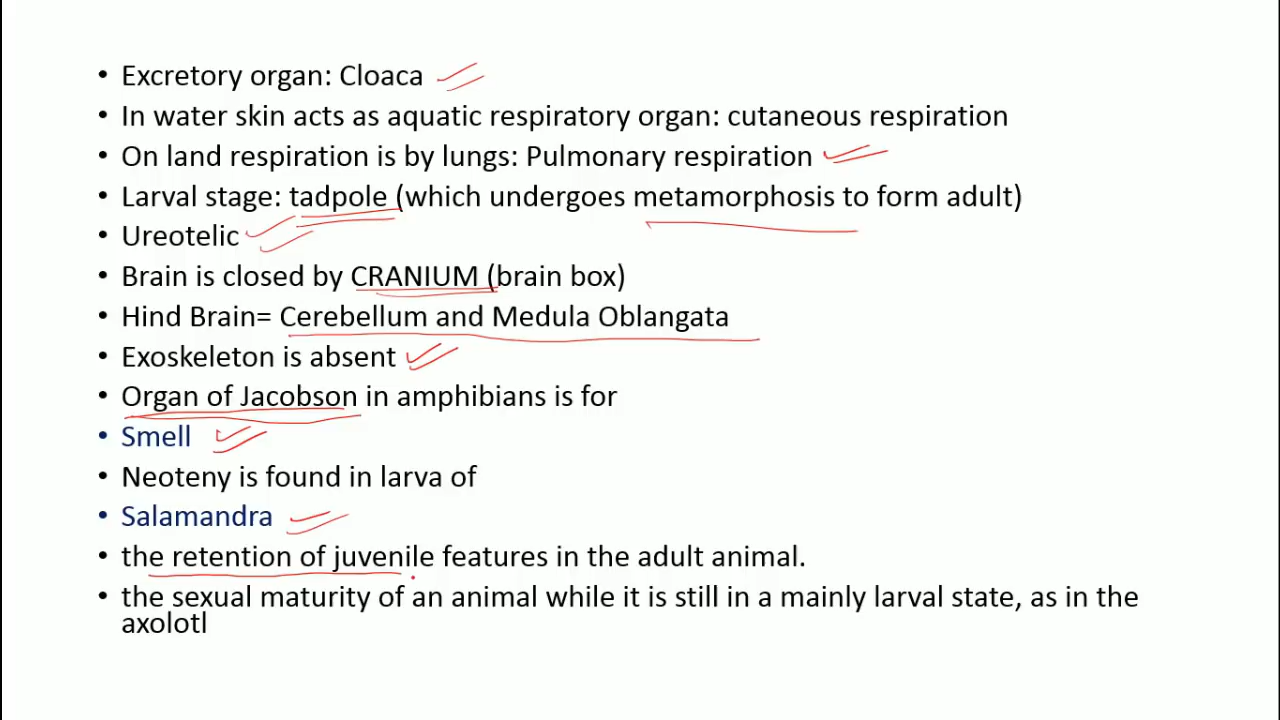 • Excretory organ: Cloaca
• In water skin acts as aquatic respiratory organ: cutaneous respiration
• On land respiration is by lungs: Pulmonary respiration
• Larval stage: tadpole (which undergoes metamorphosis to form adult)
• Ureotelic
• Brain is closed by CRANIUM (brain box)
• Hind Brain= Cerebellum and Medula Oblangata
• Exoskeleton is absent
• Organ of Jacobson in amphibians is for
• Smell
• Neoteny is found in larva of
• Salamandra
• the retention of juvenile features in the adult animal.
• the sexual maturity of an animal while it is still in a mainly larval state, as in the
axolotl